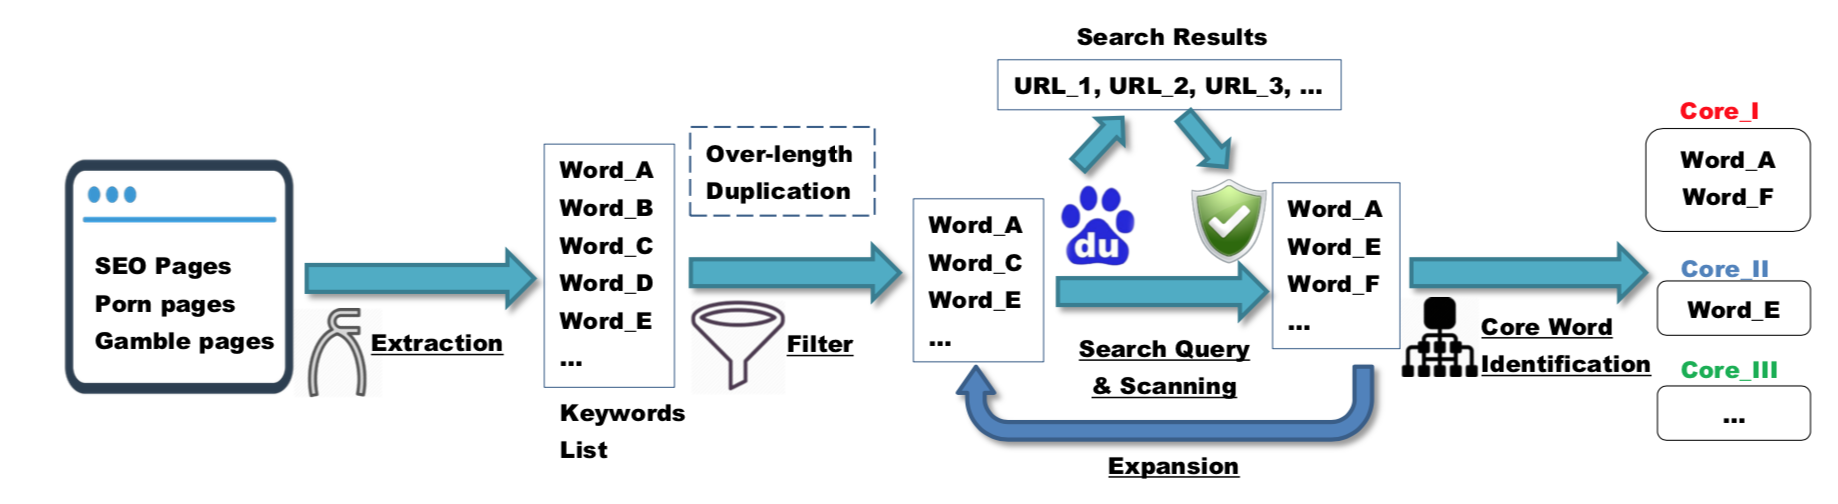 SEO Pages
Porn pages
Gamble pages
Extraction
Word_A
Word_B
Word_C
Word_D
Word_E
...
Keywords
List
Over-length
Duplication
Filter
Word_A
Word_C
Word_E
...
du
Search Results
URL_1, URL_2, URL_3, ...
Search Query
& Scanning
Expansion
Word_A
Word_E
Word_F
...
Core Word
Identification
Core_I
Word_A
Word_F
Core_II
Word_E
Core_III
...